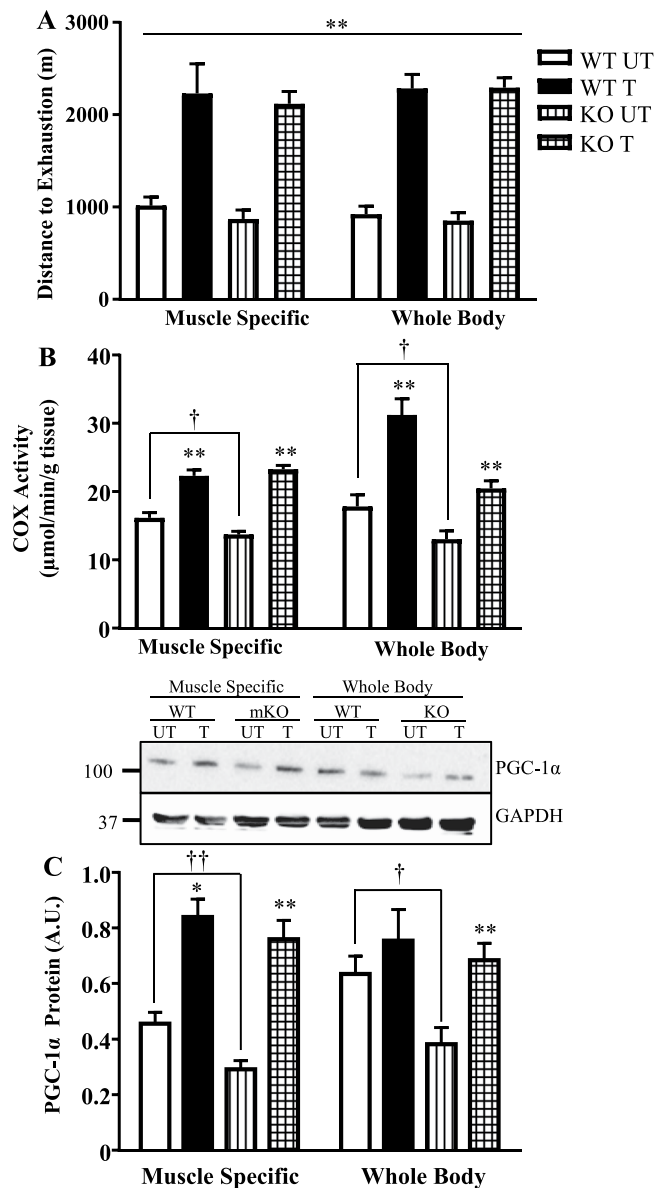 A
3000
2000
1000
0
Distance to Exhaustion (m)
**
WT UT
WT T
KO UT
KO T
Muscle Specific
Whole Body
B
40
30
20
10
0
COX Activity
(μmol/min/g tissue)
†
**
**
†
**
**
Muscle Specific
Whole Body
Muscle Specific
Whole Body
WT
mKO
WT
KO
UT
T
UT
T
UT
T
UT
T
100
PGC-1α
37
GAPDH
C
1.0
0.8
0.6
0.4
0.2
0
PGC-1α Protein (A.U.)
††
*
**
†
**
Muscle Specific
Whole Body